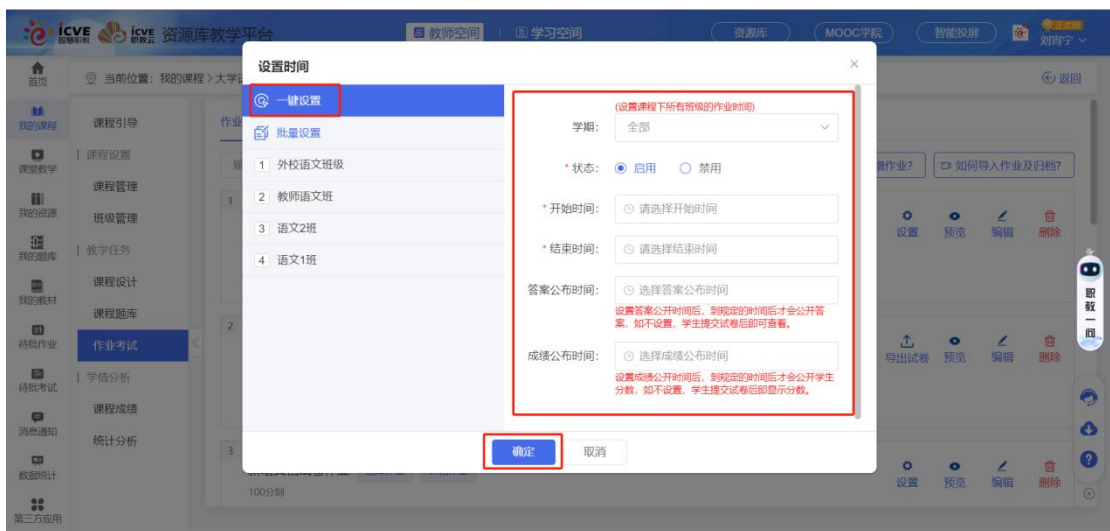 icve 智慧职教 icve 职教云 资源库教学平台
教师空间 学习空间
资源库 MOOC学院 智能投屏
正式版
刘肖宁
首页
我的课程
课堂教学
我的资源
我的题库
我的教材
待批作业
待批考试
消息通知
数据统计
第三方应用
当前位置：我的课程 > 大学语
返回
课程引导
课程设置
课程管理
班级管理
教学任务
课程设计
课程题库
作业考试
学情分析
课程成绩
统计分析
设置时间
一键设置
批量设置
1 外校语文班级
2 教师语文班
3 语文2班
4 语文1班
(设置课程下所有班级的作业时间)
学期： 全部
* 状态： 启用 禁用
* 开始时间： 请选择开始时间
* 结束时间： 请选择结束时间
答案公布时间： 选择答案公布时间
设置答案公开时间后，到规定的时间后才会公开答
案，如不设置，学生提交试卷后即可查看。
成绩公布时间： 选择成绩公布时间
设置成绩公开时间后，到规定的时间后才会公开学生
分数，如不设置，学生提交试卷后即显示分数。
确定 取消
作业
增作业? 如何导入作业及归档?
1
设置 预览 编辑 删除
2
导出试卷 预览 编辑 删除
3
100分制
设置 预览 编辑 删除
职教一问